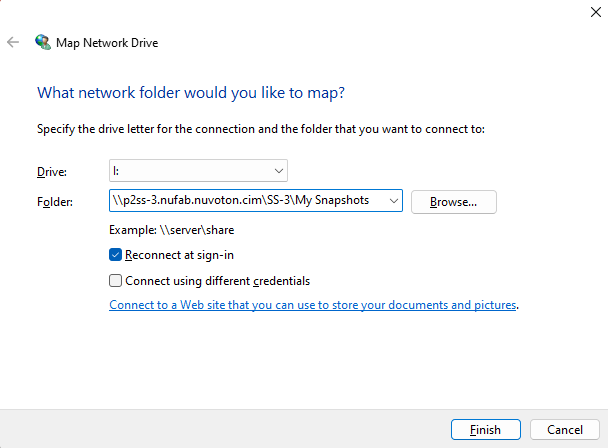 Map Network Drive
What network folder would you like to map?
Specify the drive letter for the connection and the folder that you want to connect to:
Drive: I:
Folder: \\p2ss-3.nufab.nuvoton.cim\SS-3\My Snapshots Browse...
Example: \\server\share
Reconnect at sign-in
Connect using different credentials
Connect to a Web site that you can use to store your documents and pictures.
Finish Cancel